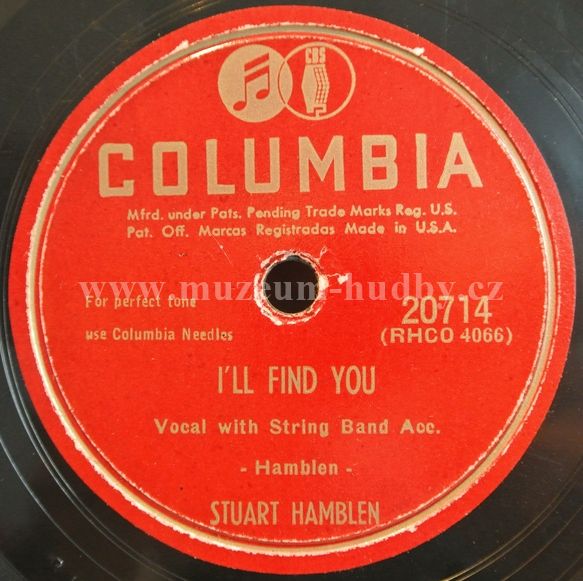 CBS
COLUMBIA
Mfrd. under Pats. Pending Trade Marks Reg. U.S.
Pat. Off. Marcas Registradas Made in U.S.A.
www.muzeum-hudby.cz
For perfect tone
use Columbia Needles
20714
(RHCO 4066)
I'LL FIND YOU
Vocal with String Band Acc.
- Hamblen -
STUART HAMBLEN